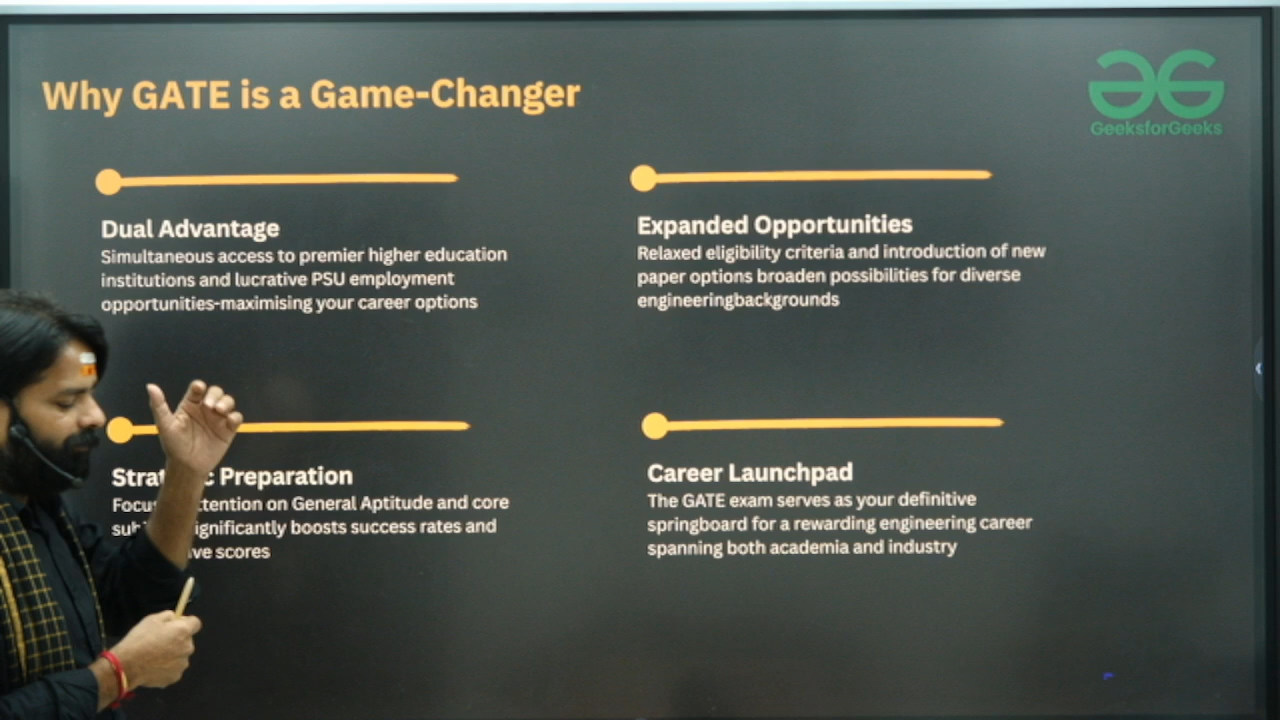 Why GATE is a Game-Changer
GeeksforGeeks
Dual Advantage
Simultaneous access to premier higher education
institutions and lucrative PSU employment
opportunities-maximising your career options
Expanded Opportunities
Relaxed eligibility criteria and introduction of new
paper options broaden possibilities for diverse
engineeringbackgrounds
Preparation
on General Aptitude and core
boosts success rates and
scores
Career Launchpad
The GATE exam serves as your definitive
springboard for a rewarding engineering career
spanning both academia and industry